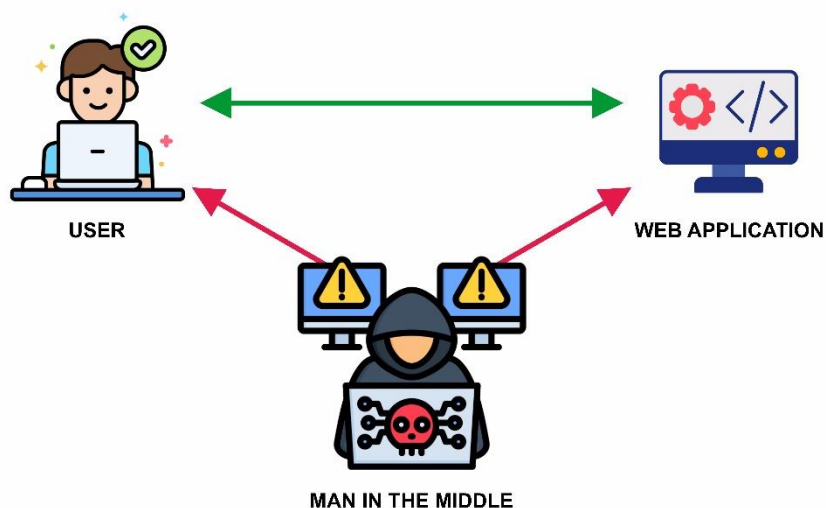 USER
WEB APPLICATION
MAN IN THE MIDDLE